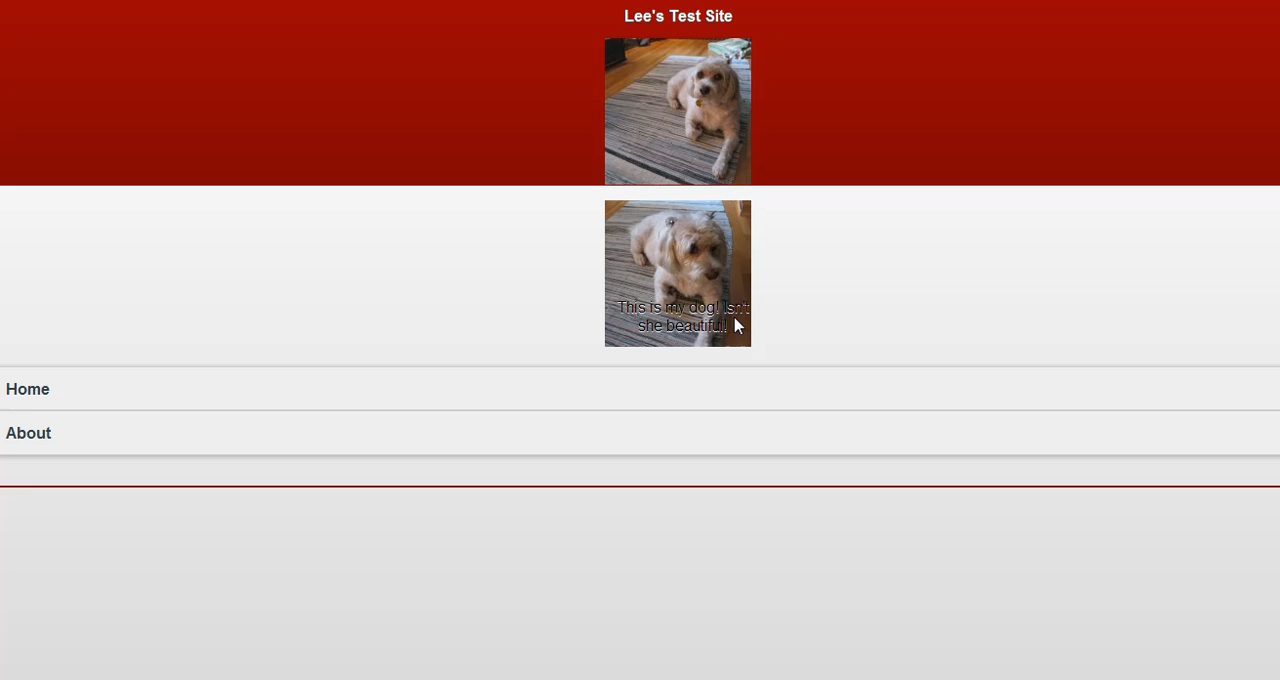 Lee's Test Site
This is my dog! Isn't
she beautiful!
Home
About